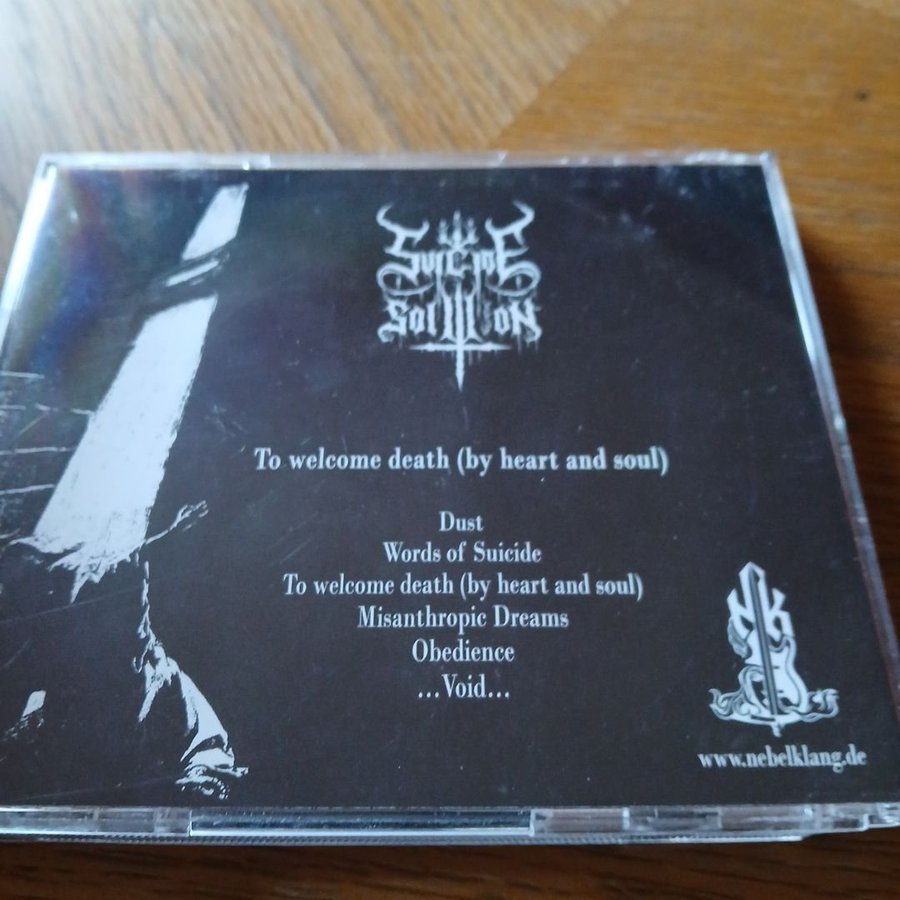 Suicide
Solution
To welcome death (by heart and soul)
Dust
Words of Suicide
To welcome death (by heart and soul)
Misanthropic Dreams
Obedience
...Void...
NK
www.nebelklang.de